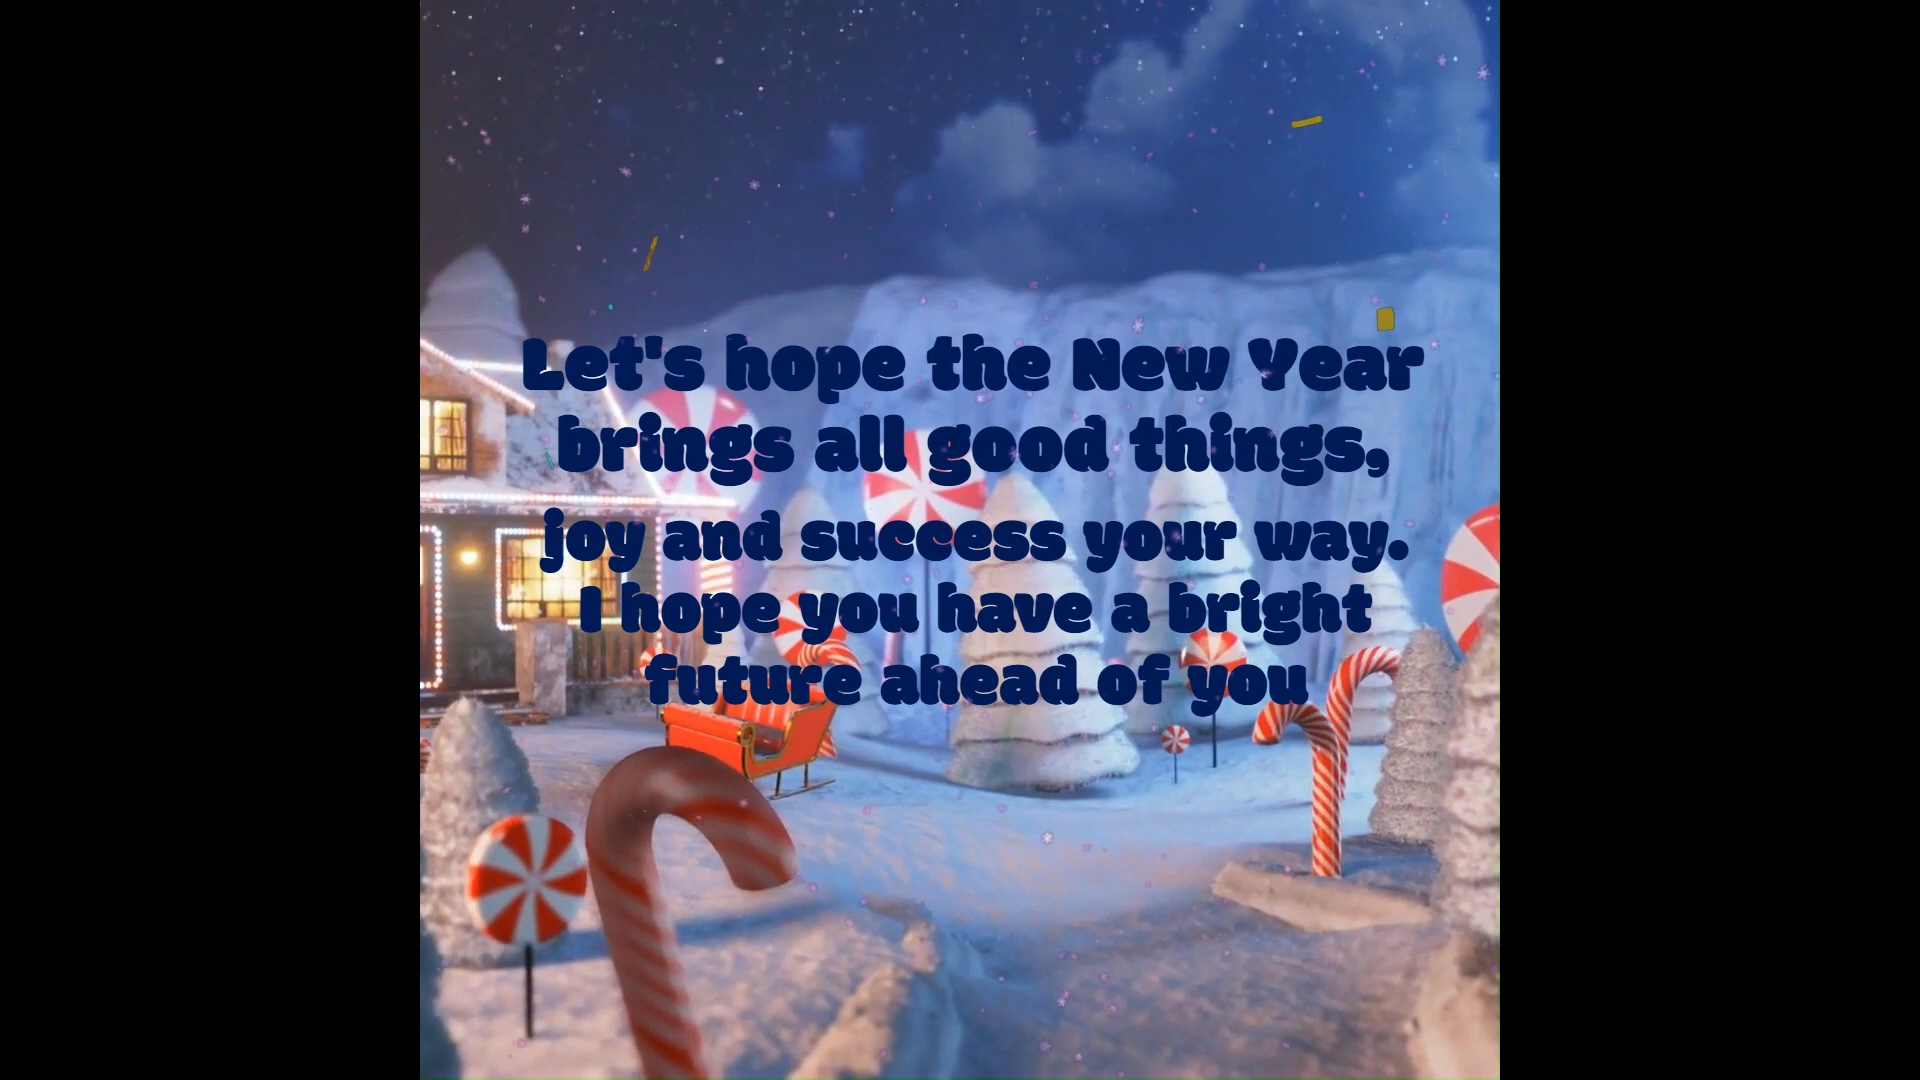 Let's hope the New Year
brings all good things,
joy and success your way.
I hope you have a bright
future ahead of you